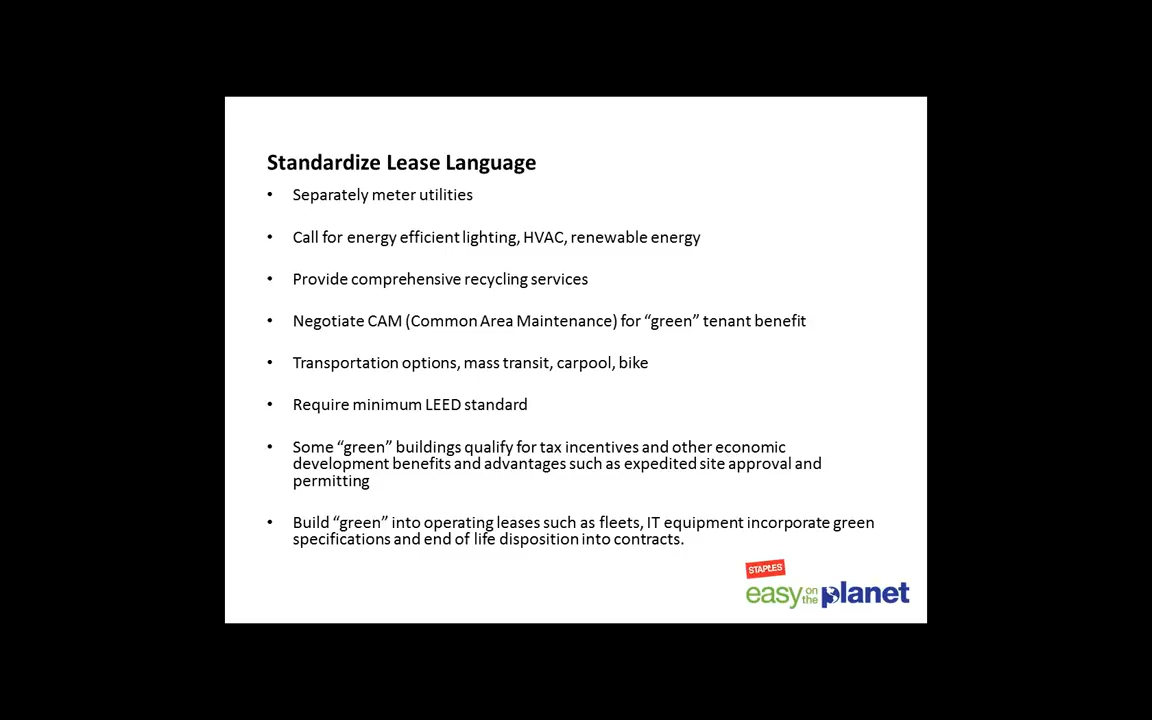 Standardize Lease Language
• Separately meter utilities
• Call for energy efficient lighting, HVAC, renewable energy
• Provide comprehensive recycling services
• Negotiate CAM (Common Area Maintenance) for “green” tenant benefit
• Transportation options, mass transit, carpool, bike
• Require minimum LEED standard
• Some “green” buildings qualify for tax incentives and other economic
development benefits and advantages such as expedited site approval and
permitting
• Build “green” into operating leases such as fleets, IT equipment incorporate green
specifications and end of life disposition into contracts.
STAPLES
easy on the planet